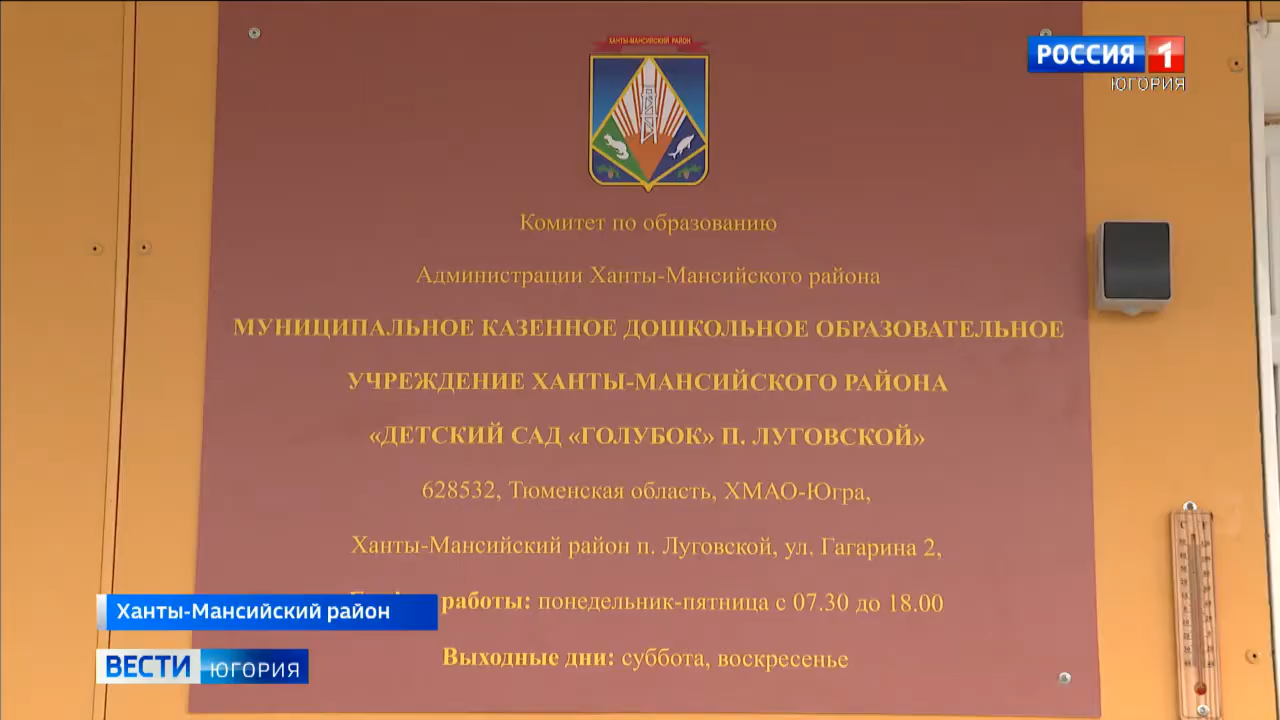 ХАНТЫ-МАНСИЙСКИЙ РАЙОН
РОССИЯ 1
ЮГОРИЯ
Комитет по образованию
Администрации Ханты-Мансийского района
МУНИЦИПАЛЬНОЕ КАЗЕННОЕ ДОШКОЛЬНОЕ ОБРАЗОВАТЕЛЬНОЕ
УЧРЕЖДЕНИЕ ХАНТЫ-МАНСИЙСКОГО РАЙОНА
«ДЕТСКИЙ САД «ГОЛУБОК» П. ЛУГОВСКОЙ»
628532, Тюменская область, ХМАО-Югра,
Ханты-Мансийский район п. Луговской, ул. Гагарина 2,
работы: понедельник-пятница с 07.30 до 18.00
Ханты-Мансийский район
Выходные дни: суббота, воскресенье
ВЕСТИ ЮГОРИЯ